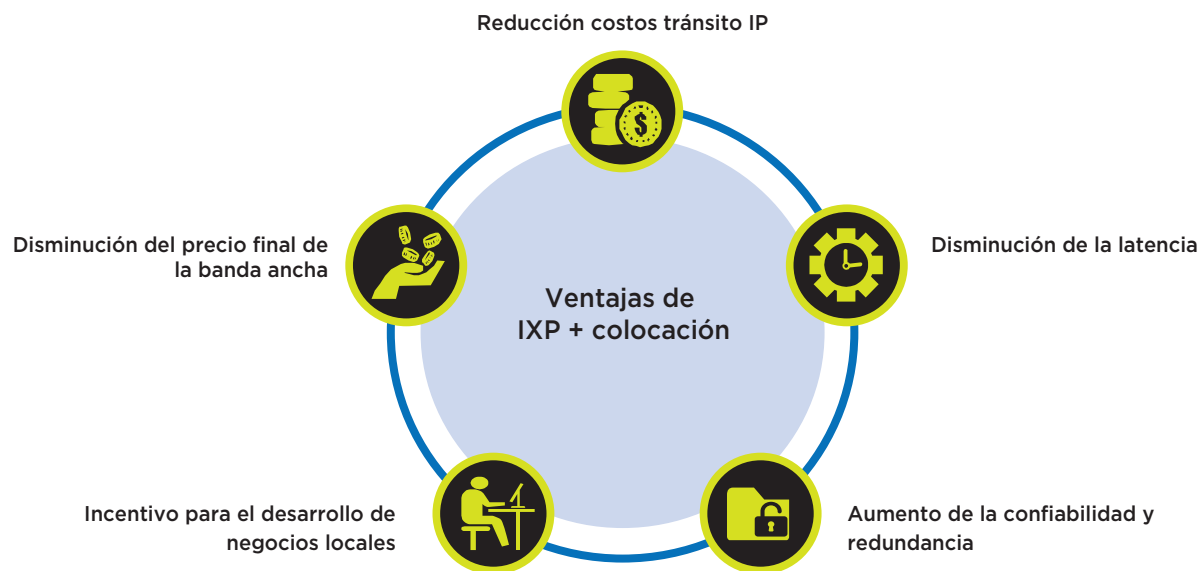 Reducción costos tránsito IP
Disminución del precio final de
la banda ancha
Disminución de la latencia
Ventajas de
IXP + colocación
Incentivo para el desarrollo de
negocios locales
Aumento de la confiabilidad y
redundancia
$